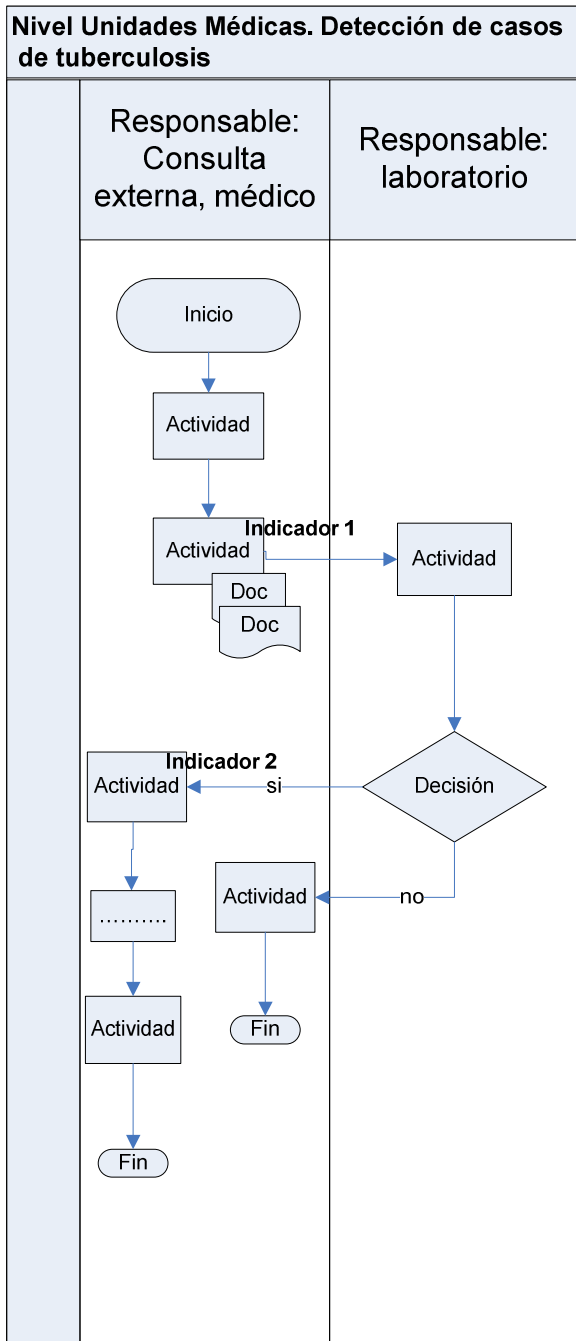 Nivel Unidades Médicas. Detección de casos
de tuberculosis
Responsable:
Consulta
externa, médico
Responsable:
laboratorio
Inicio
Actividad
Indicador 1
Actividad
Actividad
Doc
Doc
Indicador 2
Actividad
si
Decisión
Actividad
no
..........
Actividad
Fin
Fin